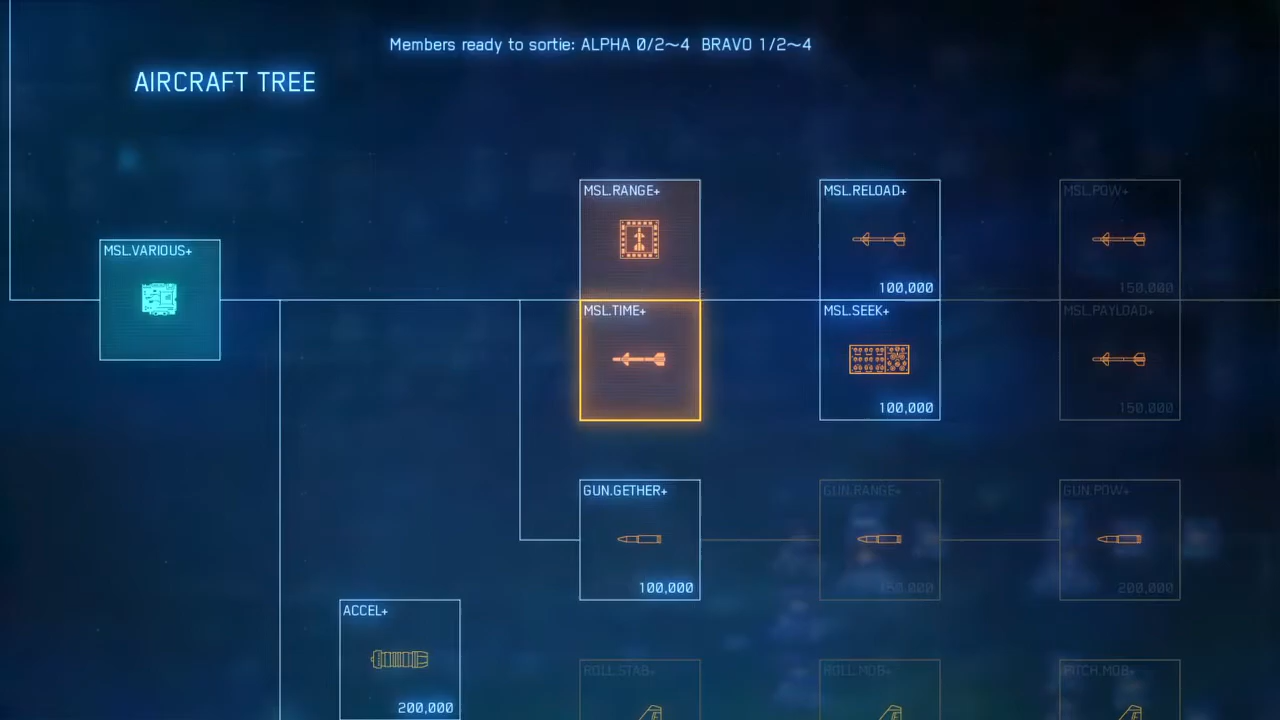 Members ready to sortie: ALPHA 0/2~4 BRAVO 1/2~4
AIRCRAFT TREE
MSL.RANGE+
MSL.RELOAD+
MSL.POW+
MSL.VARIOUS+
100,000
150,000
MSL.TIME+
MSL.SEEK+
MSL.PAYLOAD+
100,000
150,000
GUN.GETHER+
GUN.RANGE+
GUN.POW+
100,000
150,000
200,000
ACCEL+
ROLL.STAB+
ROLL.MOB+
PITCH.MOB+
200,000